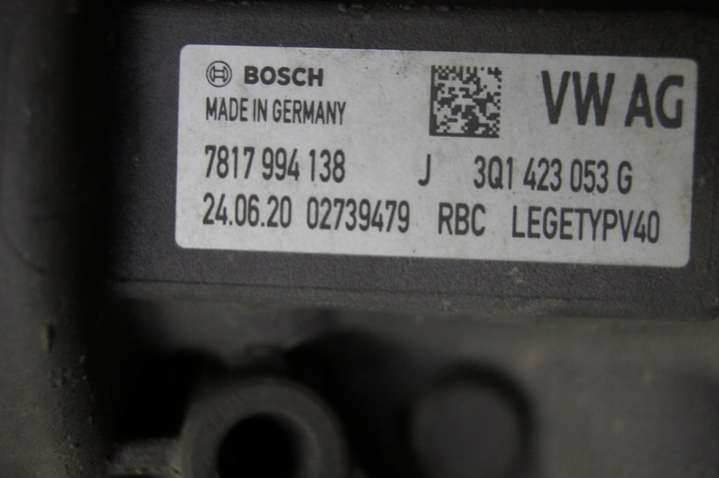 BOSCH
VW AG
MADE IN GERMANY
7817 994 138 J 3Q1 423 053 G
24.06.20 02739479 RBC LEGETYPV40